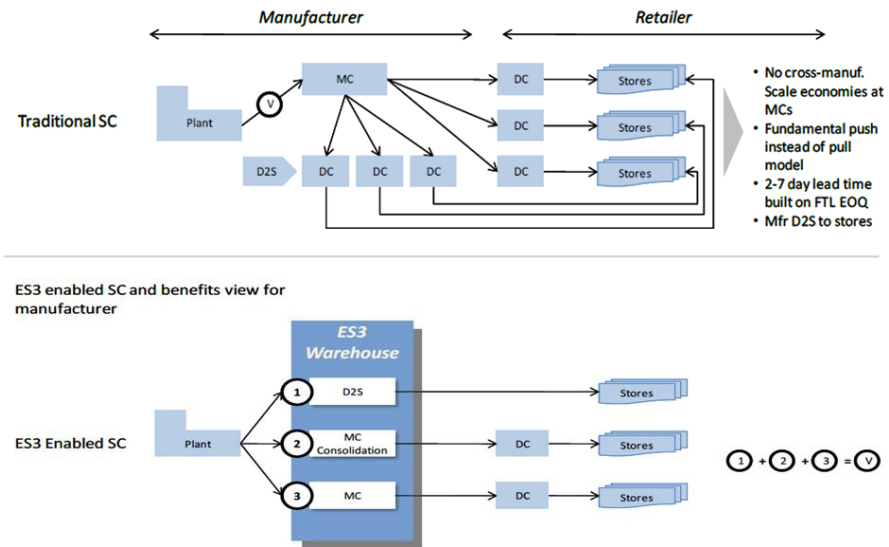 Manufacturer
Retailer
Traditional SC
Plant
V
MC
DC
Stores
DC
Stores
D2S
DC
DC
DC
DC
Stores
• No cross-manuf.
Scale economies at
MCs
• Fundamental push
instead of pull
model
• 2-7 day lead time
built on FTL EOQ
• Mfr D2S to stores
ES3 enabled SC and benefits view for
manufacturer
ES3
Warehouse
1
D2S
Stores
ES3 Enabled SC
Plant
2
MC
Consolidation
DC
Stores
1 + 2 + 3 = V
3
MC
DC
Stores